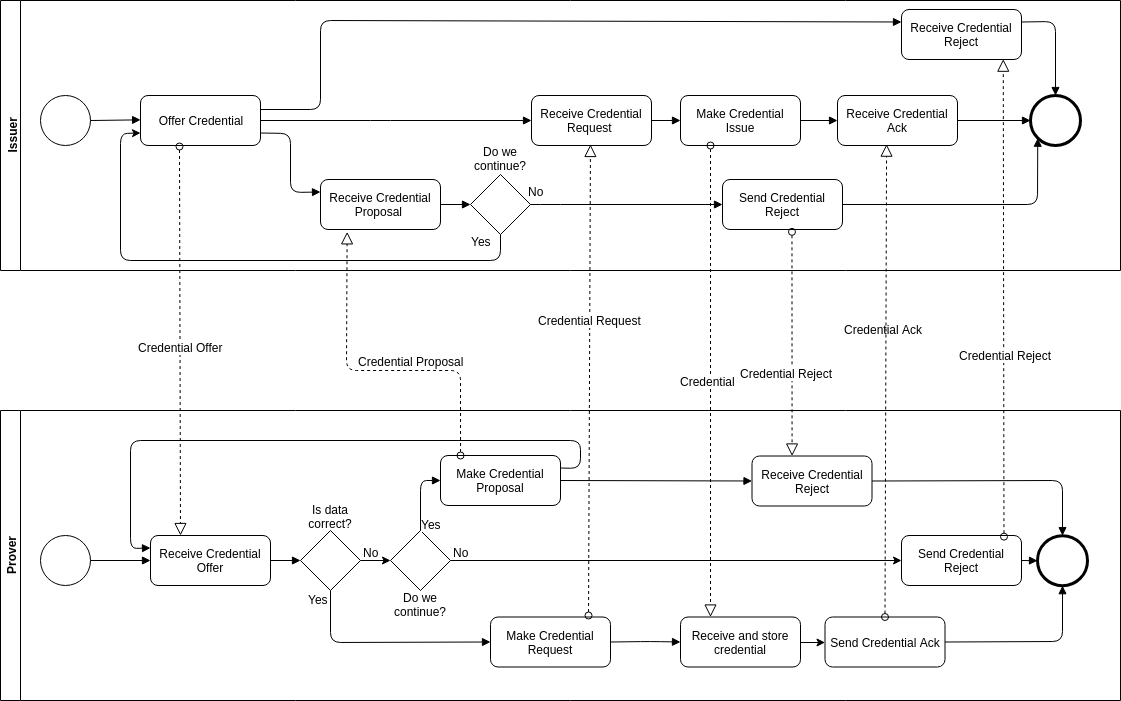 Issuer
Receive Credential
Reject
Offer Credential
Receive Credential
Request
Make Credential
Issue
Receive Credential
Ack
Do we
continue?
Receive Credential
Proposal
No
Send Credential
Reject
Yes
Credential Offer
Credential Proposal
Credential Request
Credential
Credential Reject
Credential Ack
Credential Reject
Prover
Make Credential
Proposal
Receive Credential
Reject
Is data
correct?
Yes
Receive Credential
Offer
No
No
Send Credential
Reject
Yes
Do we
continue?
Make Credential
Request
Receive and store
credential
Send Credential Ack